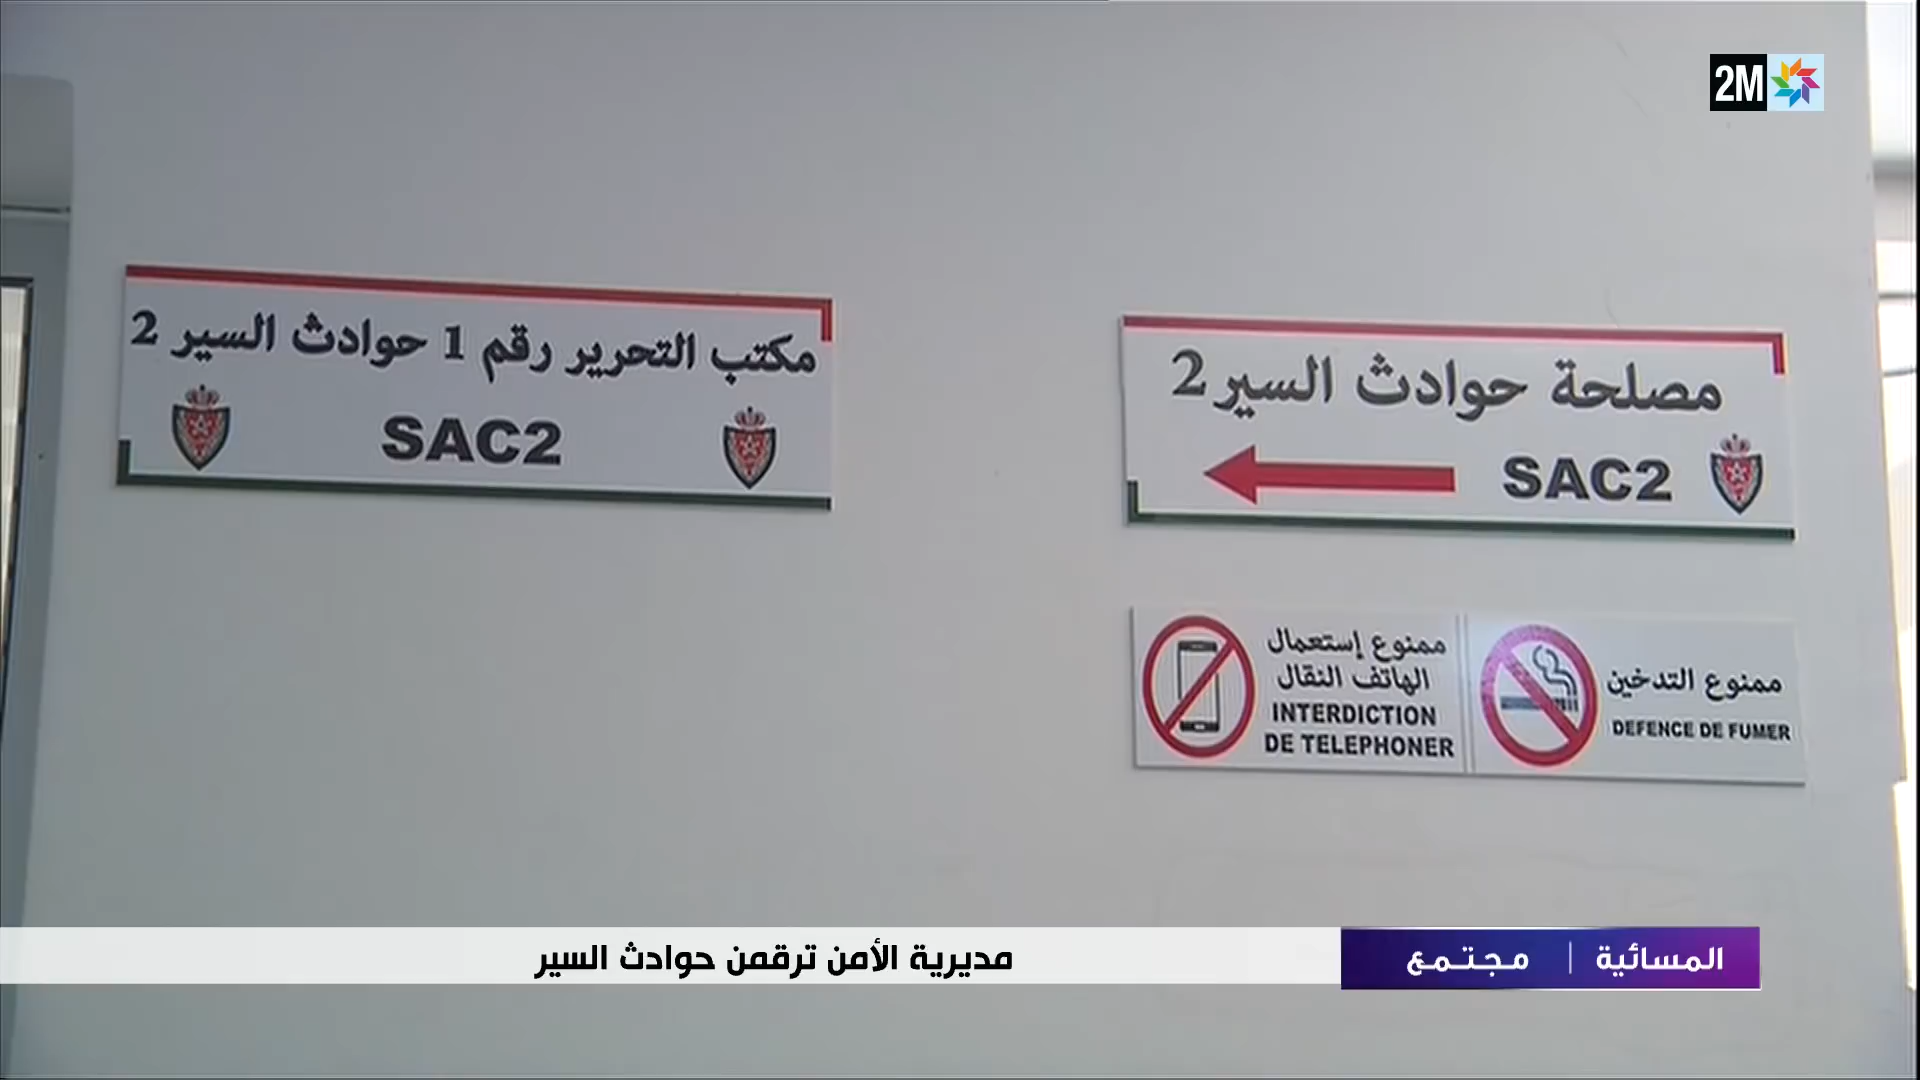 2M
مكتب التحرير رقم 1 حوادث السير 2
SAC2
مصلحة حوادث السير2
SAC2
ممنوع إستعمال
الهاتف النقال
INTERDICTION
DE TELEPHONER
ممنوع التدخين
DEFENCE DE FUMER
المسائية | مجتمع
مديرية الأمن ترقمن حوادث السير